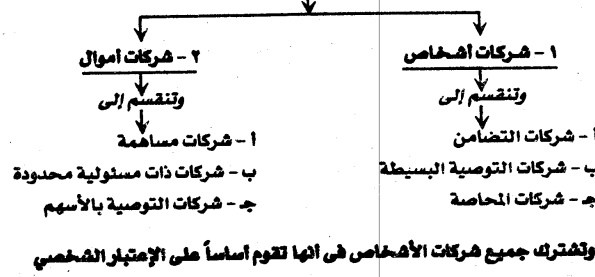 ١ - شركات أشخاص
وتنقسم إلى
أ - شركات التضامن
ب - شركات التوصية البسيطة
جـ - شركات المحاصة
٢ - شركات أموال
وتنقسم إلى
أ - شركات مساهمة
ب - شركات ذات مسئولية محدودة
جـ - شركات التوصية بالأسهم
وتشترك جميع شركات الأشخاص فى أنها تقوم أساساً على الإعتبار الشخصي